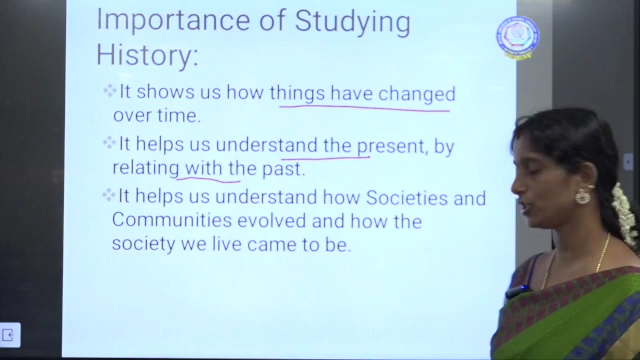 Importance of Studying
History:
It shows us how things have changed
over time.
It helps us understand the present, by
relating with the past.
It helps us understand how Societies and
Communities evolved and how the
society we live came to be.